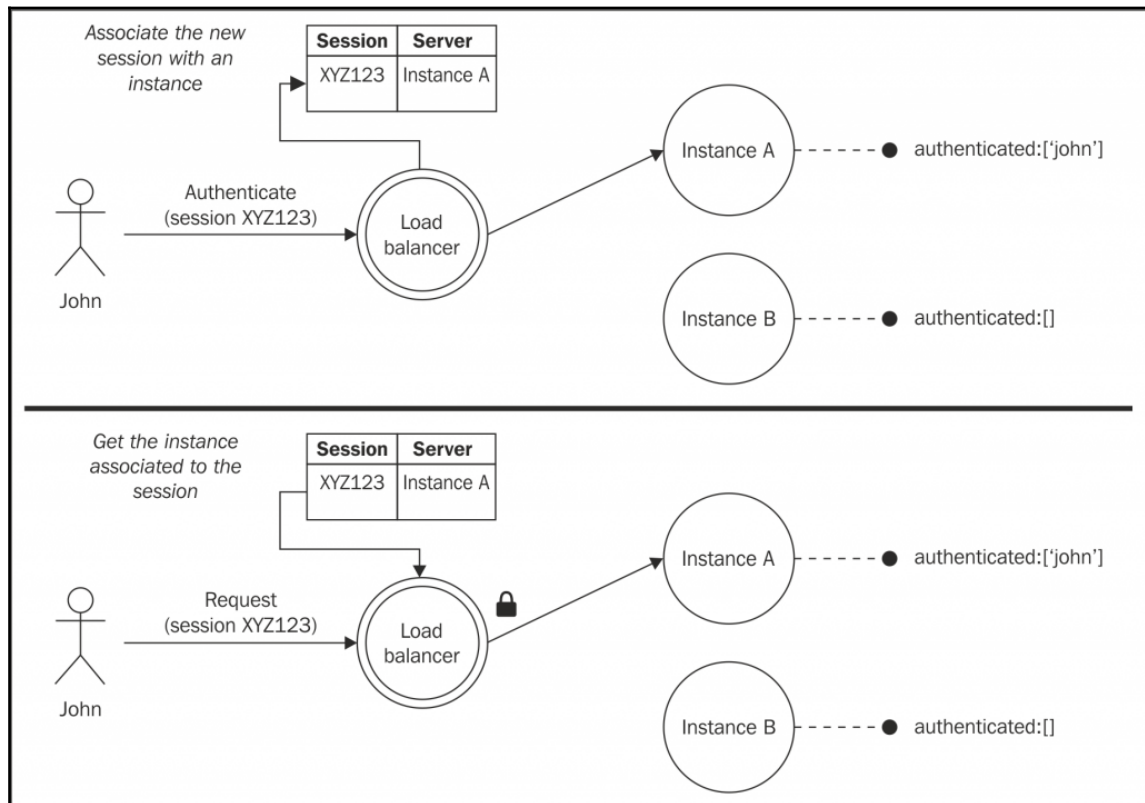 Associate the new
session with an
instance
Session Server
XYZ123 Instance A
Instance A
authenticated:[‘john’]
Authenticate
(session XYZ123)
Load
balancer
John
Instance B
authenticated:[]
Get the instance
associated to the
session
Session Server
XYZ123 Instance A
Instance A
authenticated:[‘john’]
Request
(session XYZ123)
Load
balancer
John
Instance B
authenticated:[]